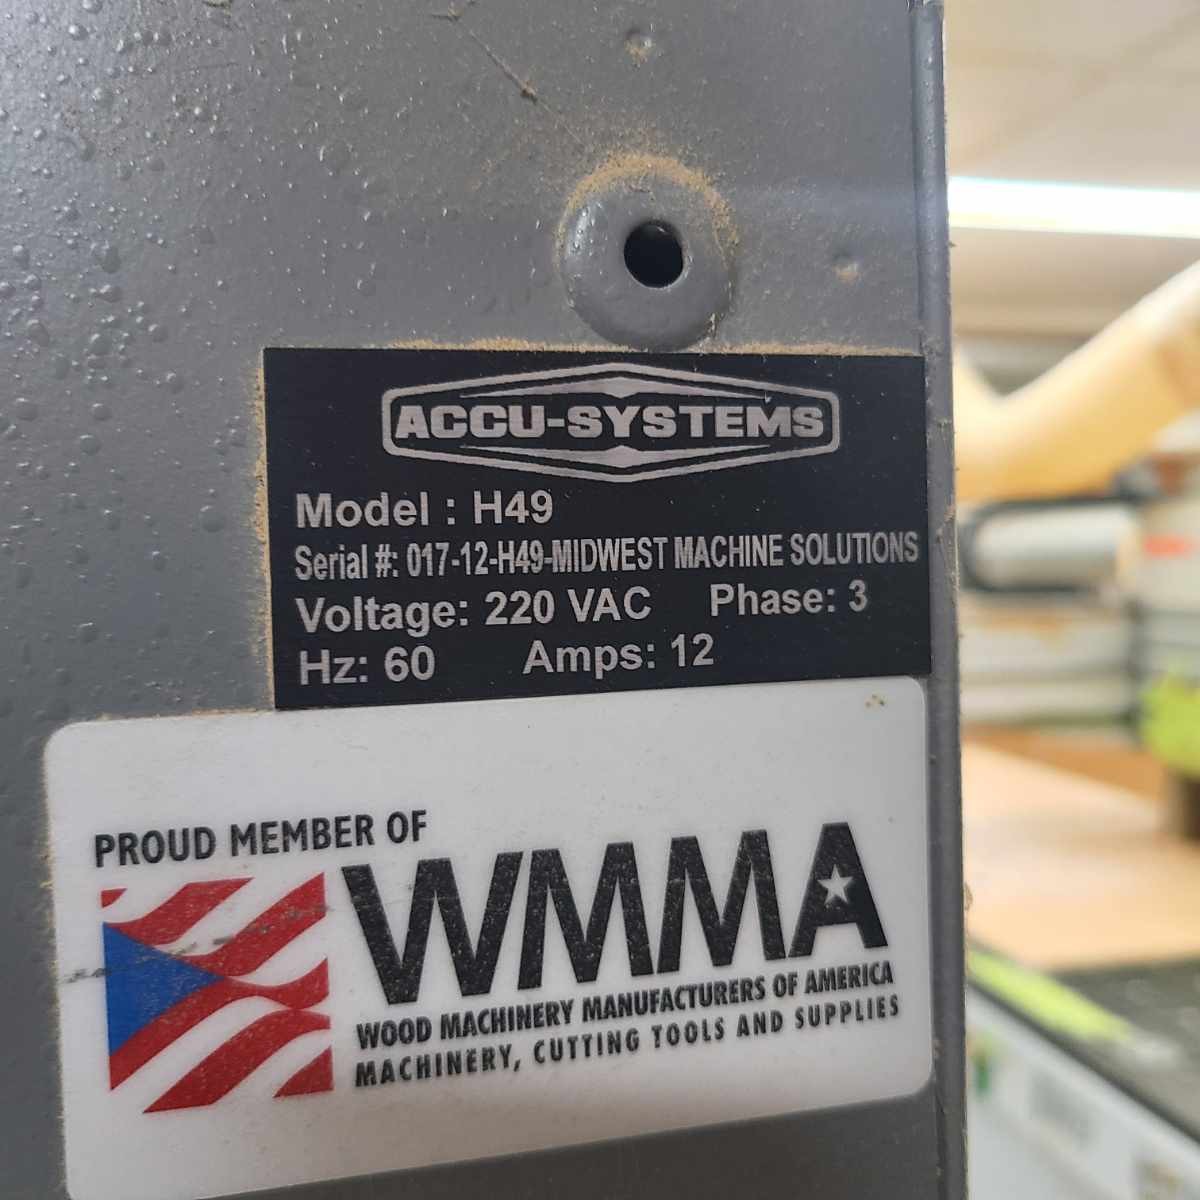 ACCU-SYSTEMS
Model : H49
Serial #: 017-12-H49-MIDWEST MACHINE SOLUTIONS
Voltage: 220 VAC Phase: 3
Hz: 60 Amps: 12
PROUD MEMBER OF
WMMA
WOOD MACHINERY MANUFACTURERS OF AMERICA
MACHINERY, CUTTING TOOLS AND SUPPLIES